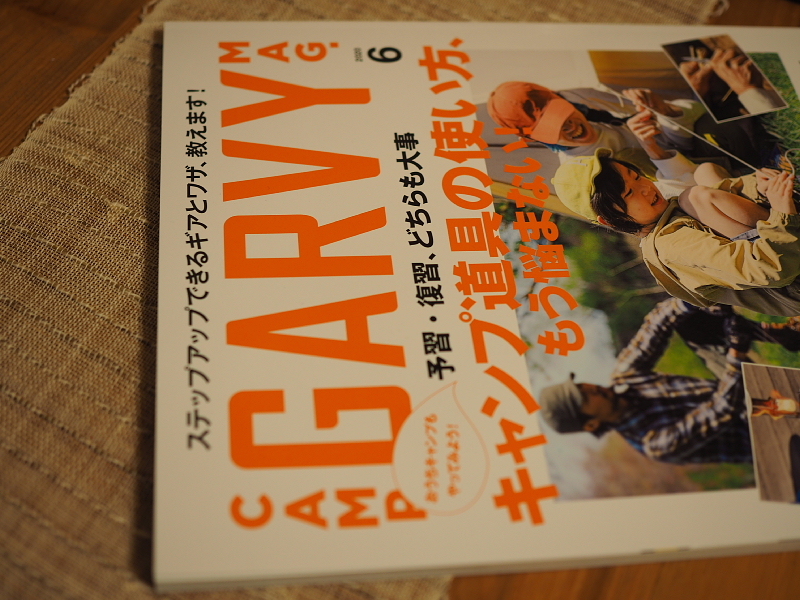 ステップアップできるギアとワザ、教えます!
CAMP
GARVY
MAG.
2020
6
予習・復習、どちらも大事
おうちキャンプも
やってみよう!
キャンプ道具の使い方、
もう悩まない!